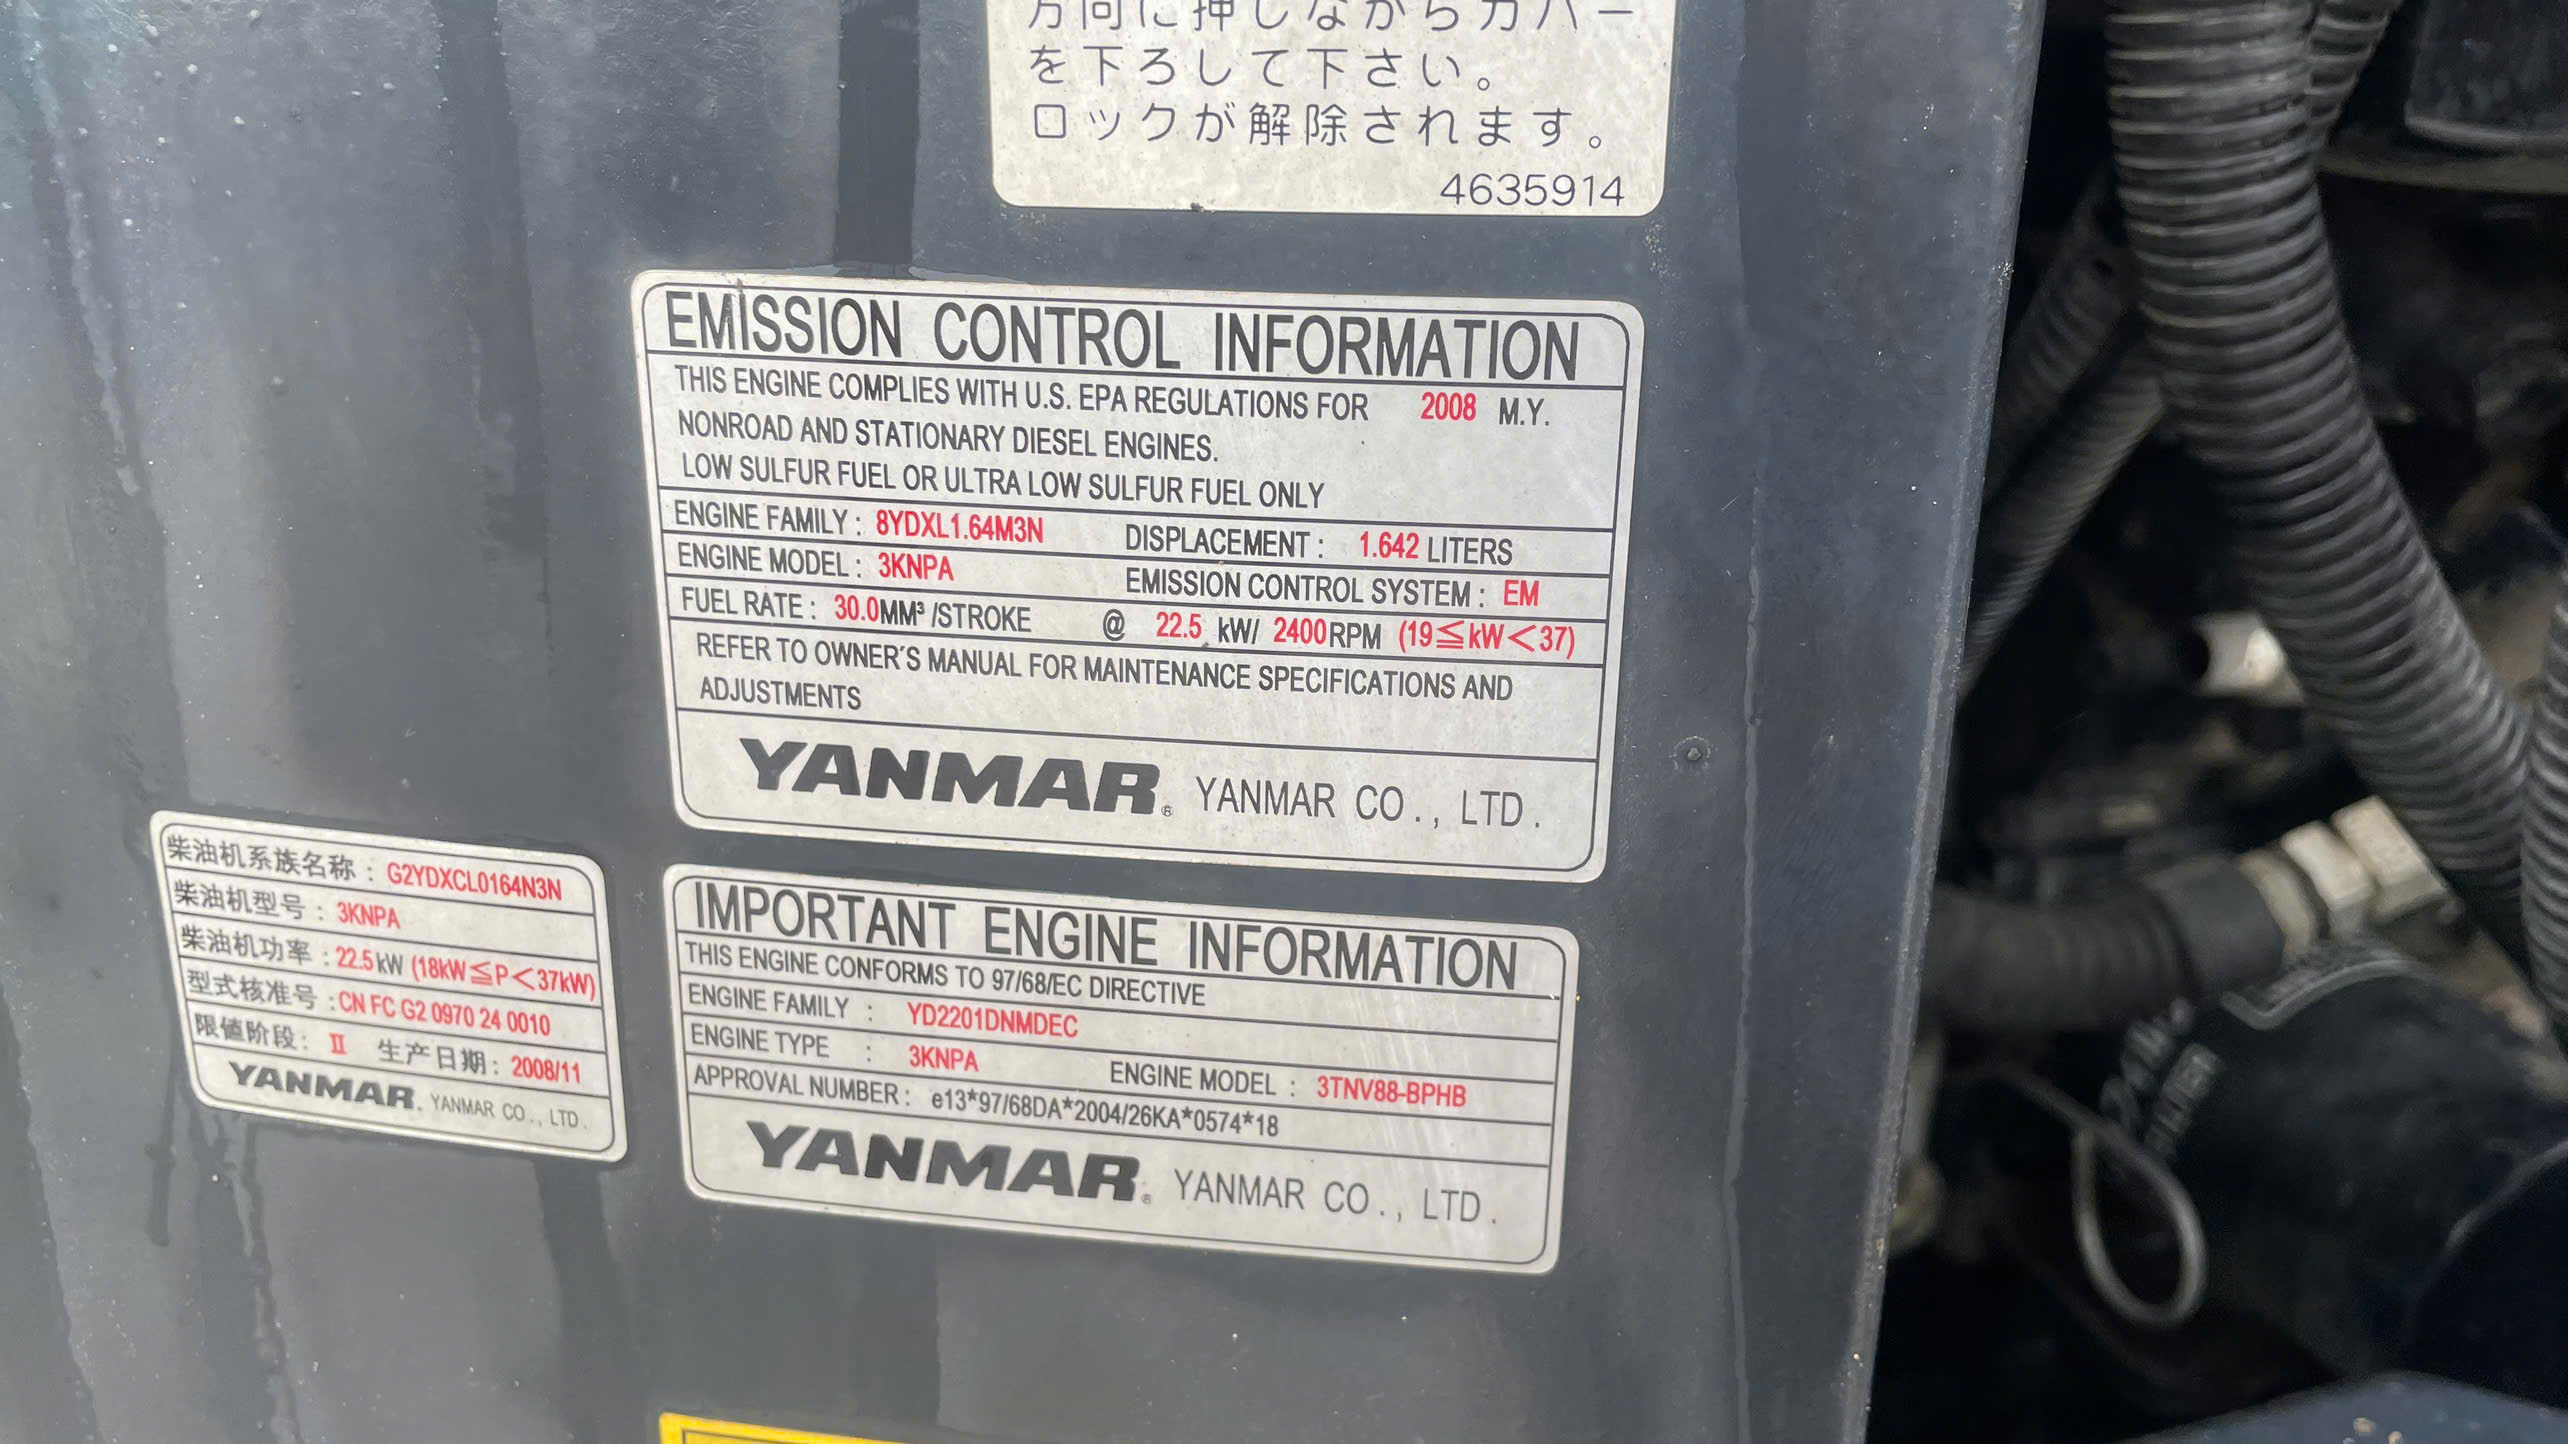 方向に押しながらカバー
を下ろして下さい。
ロックが解除されます。
4635914
EMISSION CONTROL INFORMATION
THIS ENGINE COMPLIES WITH U.S. EPA REGULATIONS FOR 2008 M.Y.
NONROAD AND STATIONARY DIESEL ENGINES.
LOW SULFUR FUEL OR ULTRA LOW SULFUR FUEL ONLY
ENGINE FAMILY : 8YDXL1.64M3N DISPLACEMENT : 1.642 LITERS
ENGINE MODEL : 3KNPA EMISSION CONTROL SYSTEM : EM
FUEL RATE : 30.0MM³/STROKE @ 22.5 kW/ 2400RPM (19≦kW<37)
REFER TO OWNER'S MANUAL FOR MAINTENANCE SPECIFICATIONS AND
ADJUSTMENTS
YANMAR® YANMAR CO., LTD.
柴油机系族名称 : G2YDXCL0164N3N
柴油机型号 : 3KNPA
柴油机功率 : 22.5kW (18kW≦P<37kW)
型式核准号 : CN FC G2 0970 24 0010
限值阶段 : Ⅱ 生产日期 : 2008/11
YANMAR. YANMAR CO., LTD.
IMPORTANT ENGINE INFORMATION
THIS ENGINE CONFORMS TO 97/68/EC DIRECTIVE
ENGINE FAMILY : YD2201DNMDEC
ENGINE TYPE : 3KNPA ENGINE MODEL : 3TNV88-BPHB
APPROVAL NUMBER : e13*97/68DA*2004/26KA*0574*18
YANMAR® YANMAR CO., LTD.